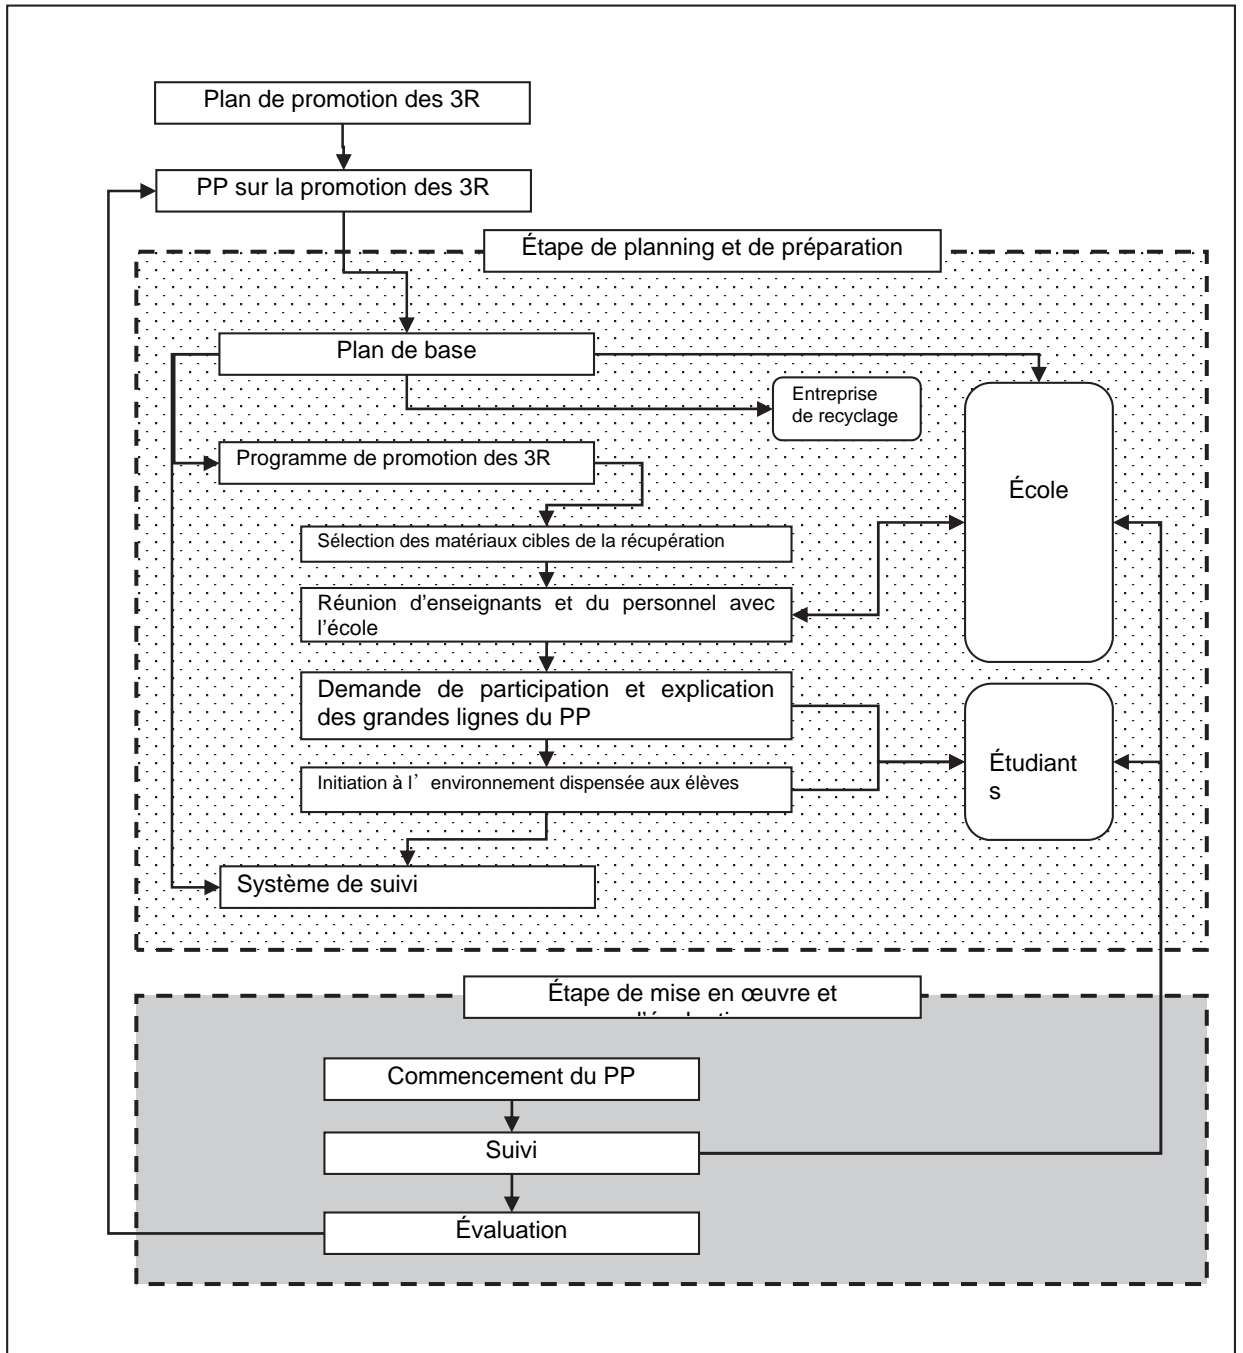 Plan de promotion des 3R
PP sur la promotion des 3R
Étape de planning et de préparation
Plan de base
Entreprise
de recyclage
Programme de promotion des 3R
École
Sélection des matériaux cibles de la récupération
Réunion d'enseignants et du personnel avec
l'école
Demande de participation et explication
des grandes lignes du PP
Étudiant
s
Initiation à l’environnement dispensée aux élèves
Système de suivi
Étape de mise en œuvre et
Commencement du PP
Suivi
Évaluation